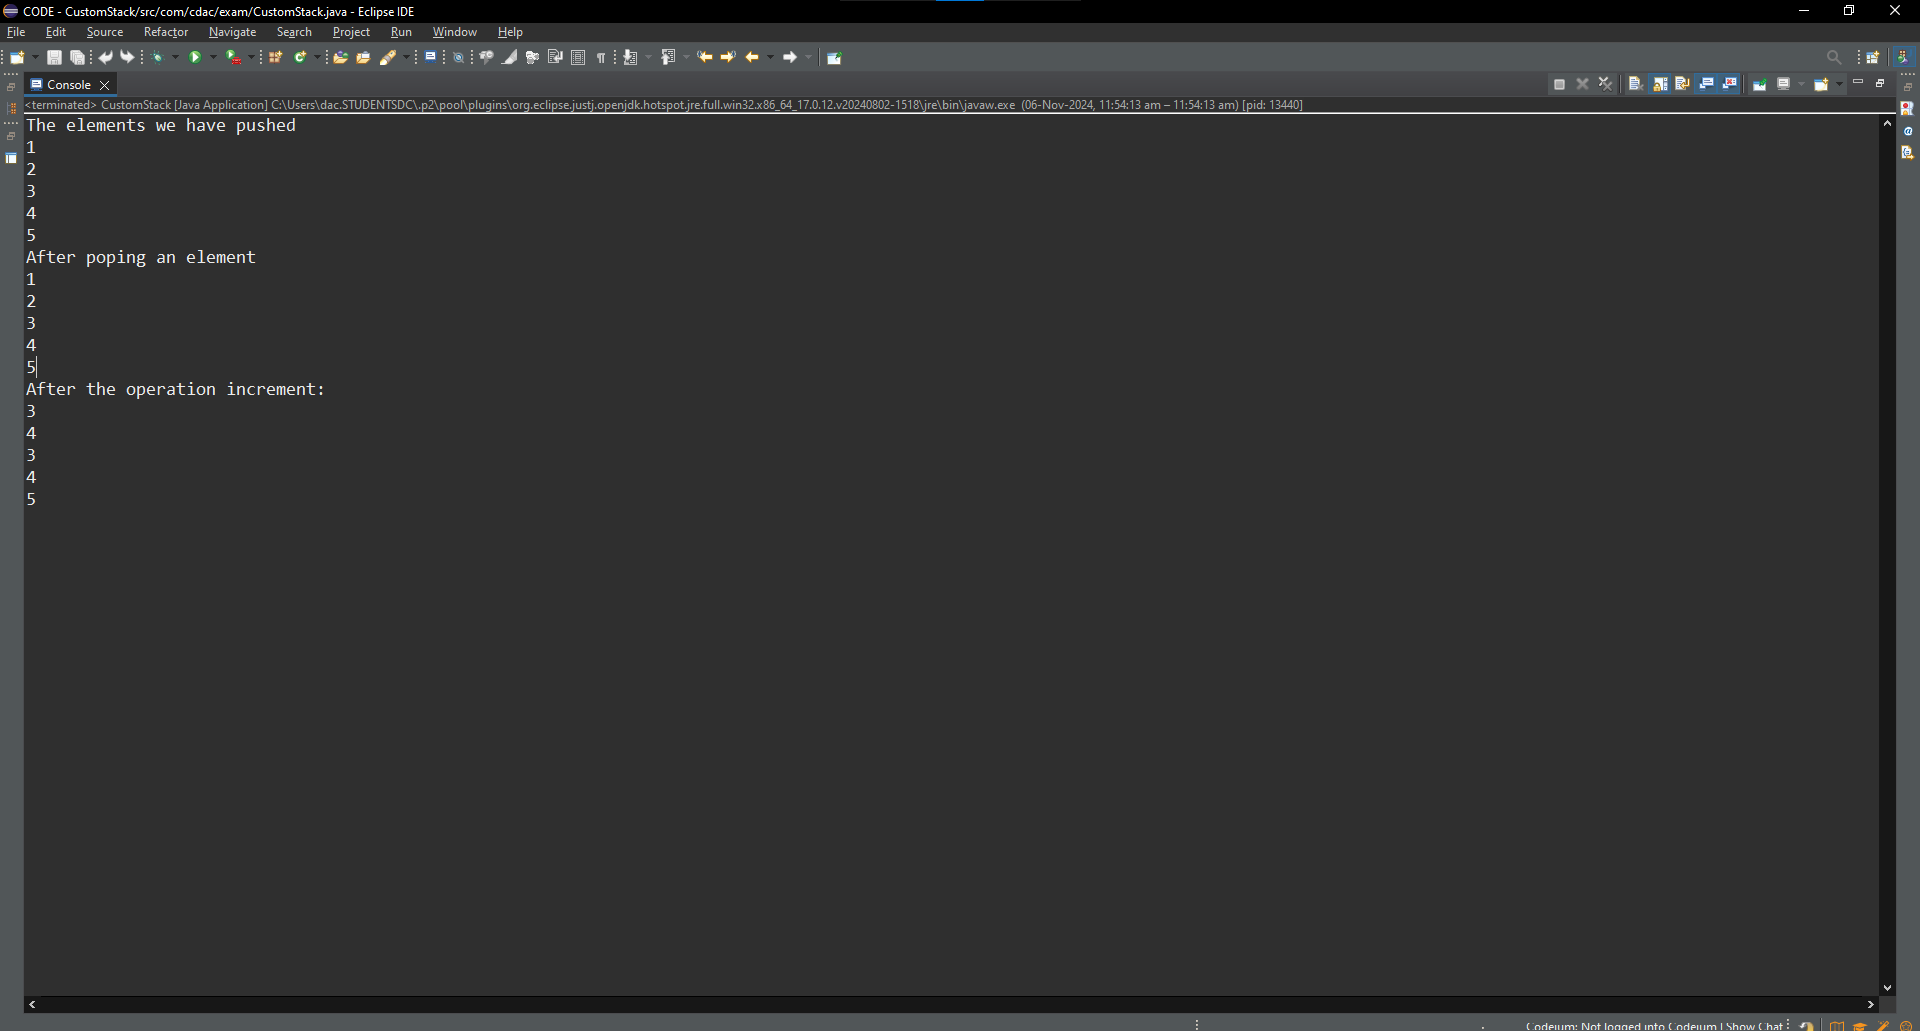 CODE - CustomStack/src/com/cdac/exam/CustomStack.java - Eclipse IDE
File Edit Source Refactor Navigate Search Project Run Window Help
Console
<terminated> CustomStack [Java Application] C:\Users\dac.STUDENTSDC\.p2\pool\plugins\org.eclipse.justj.openjdk.hotspot.jre.full.win32.x86_64_17.0.12.v20240802-1518\jre\bin\javaw.exe (06-Nov-2024, 11:54:13 am – 11:54:13 am) [pid: 13440]
The elements we have pushed
1
2
3
4
5
After poping an element
1
2
3
4
5
After the operation increment:
3
4
3
4
5
Codeium: Not logged into Codeium | Show Chat